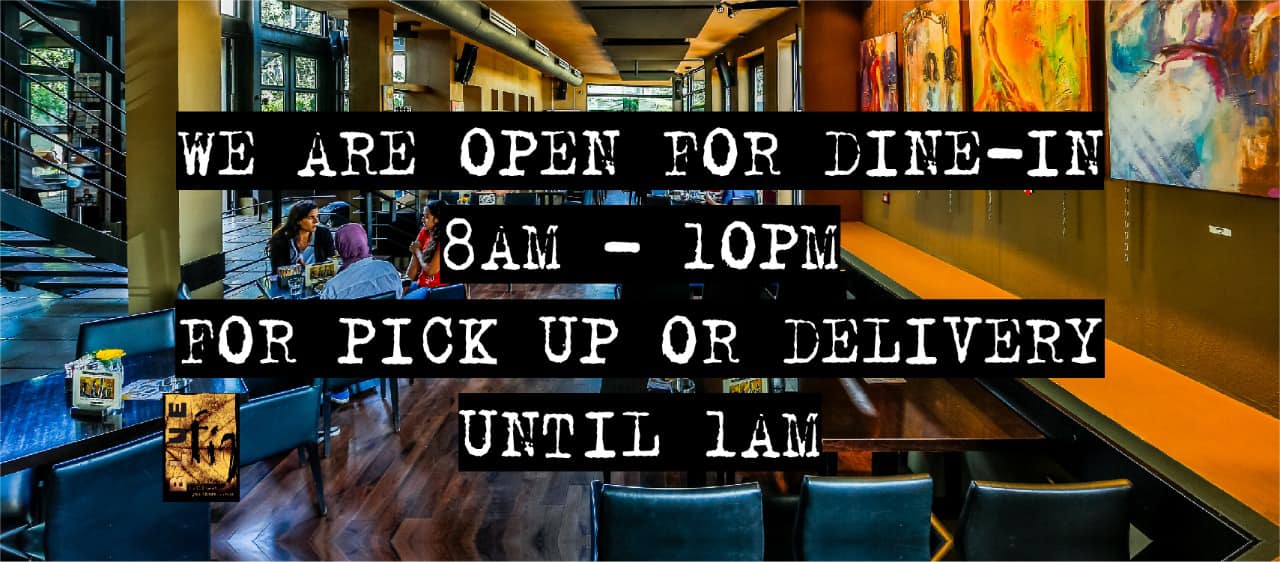 WE ARE OPEN FOR DINE-IN
8AM - 10PM
FOR PICK UP OR DELIVERY
UNTIL 1AM